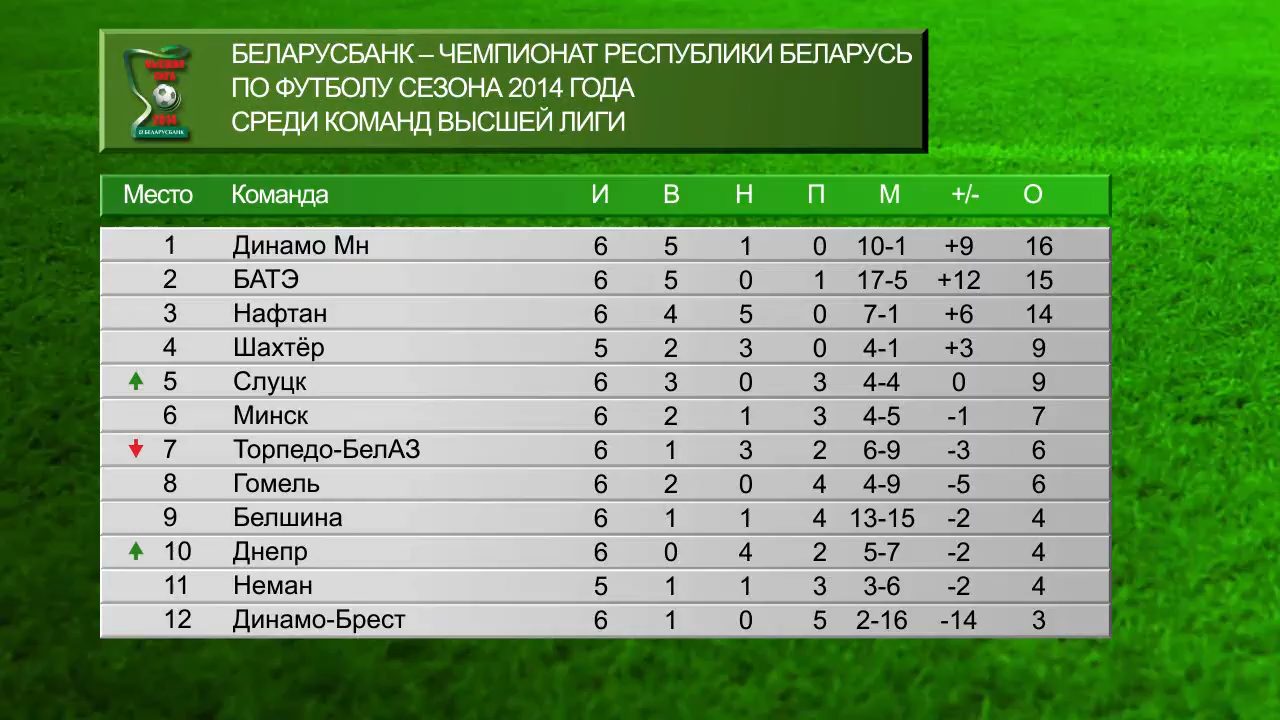 ВЫСШАЯ
ЛИГА
2014
БЕЛАРУСБАНК
БЕЛАРУСБАНК – ЧЕМПИОНАТ РЕСПУБЛИКИ БЕЛАРУСЬ
ПО ФУТБОЛУ СЕЗОНА 2014 ГОДА
СРЕДИ КОМАНД ВЫСШЕЙ ЛИГИ
Место Команда И В Н П М +/- О
1 Динамо Мн 6 5 1 0 10-1 +9 16
2 БАТЭ 6 5 0 1 17-5 +12 15
3 Нафтан 6 4 5 0 7-1 +6 14
4 Шахтёр 5 2 3 0 4-1 +3 9
5 Слуцк 6 3 0 3 4-4 0 9
6 Минск 6 2 1 3 4-5 -1 7
7 Торпедо-БелАЗ 6 1 3 2 6-9 -3 6
8 Гомель 6 2 0 4 4-9 -5 6
9 Белшина 6 1 1 4 13-15 -2 4
10 Днепр 6 0 4 2 5-7 -2 4
11 Неман 5 1 1 3 3-6 -2 4
12 Динамо-Брест 6 1 0 5 2-16 -14 3